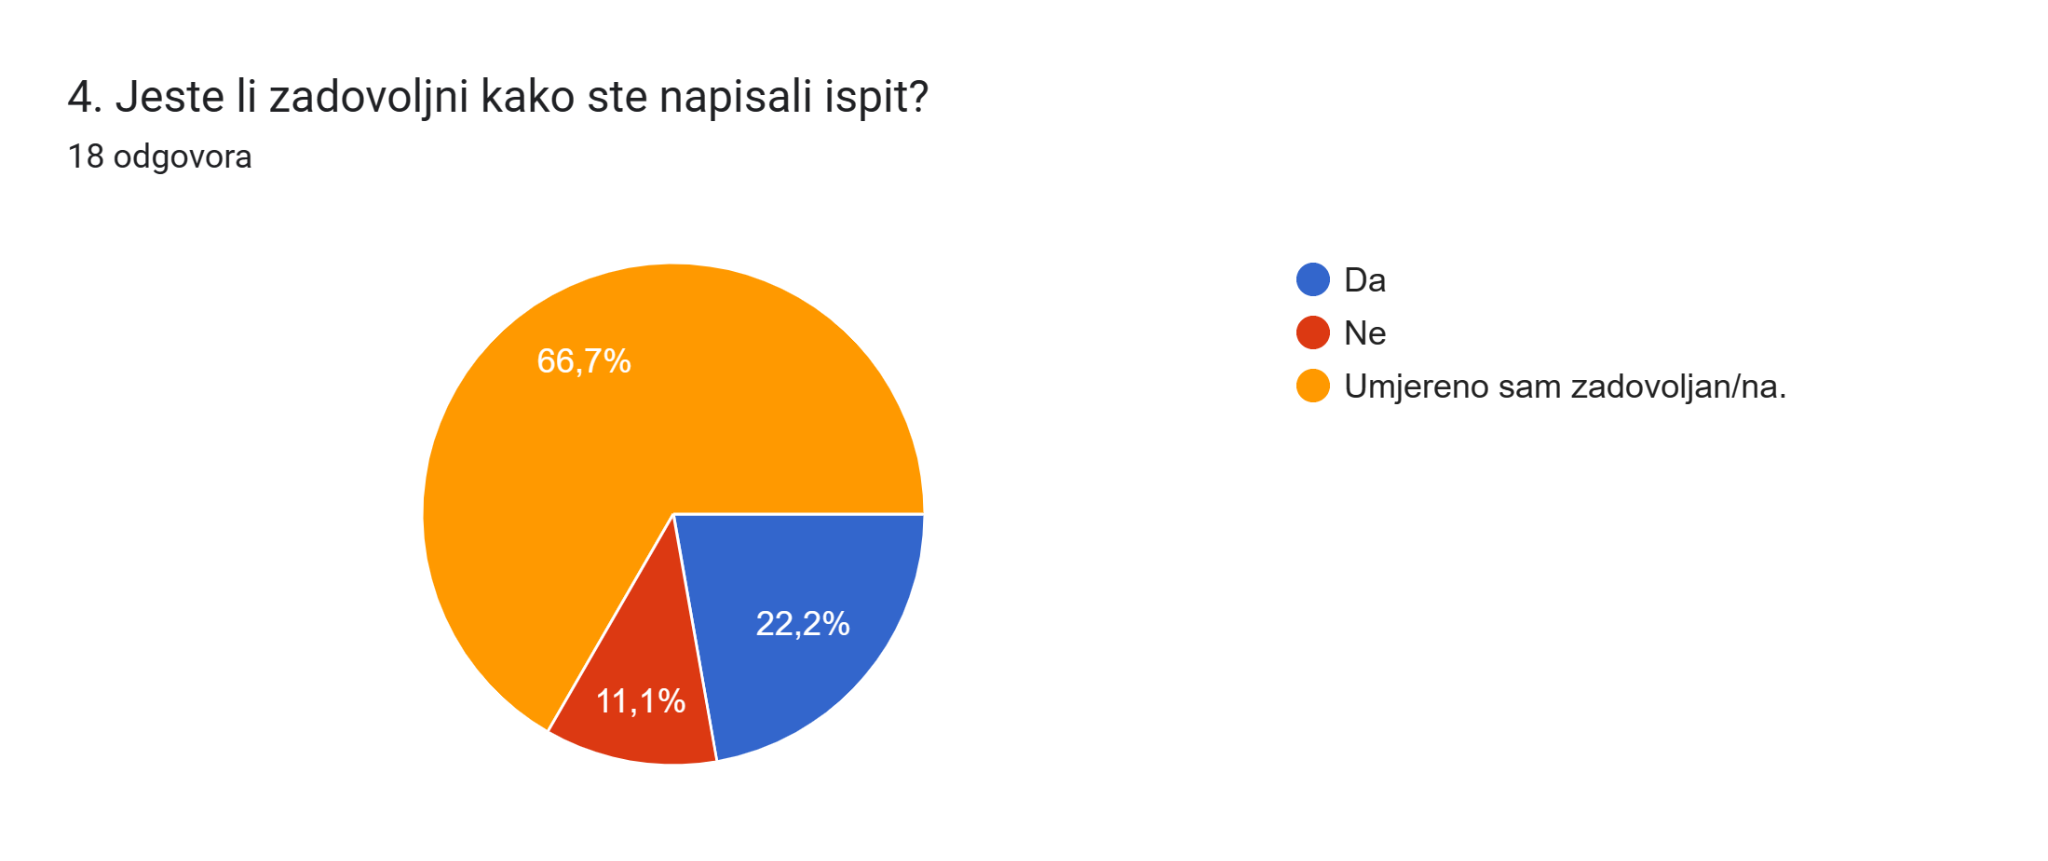 4. Jeste li zadovoljni kako ste napisali ispit?
18 odgovora
Da
Ne
Umjereno sam zadovoljan/na.
66,7%
22,2%
11,1%